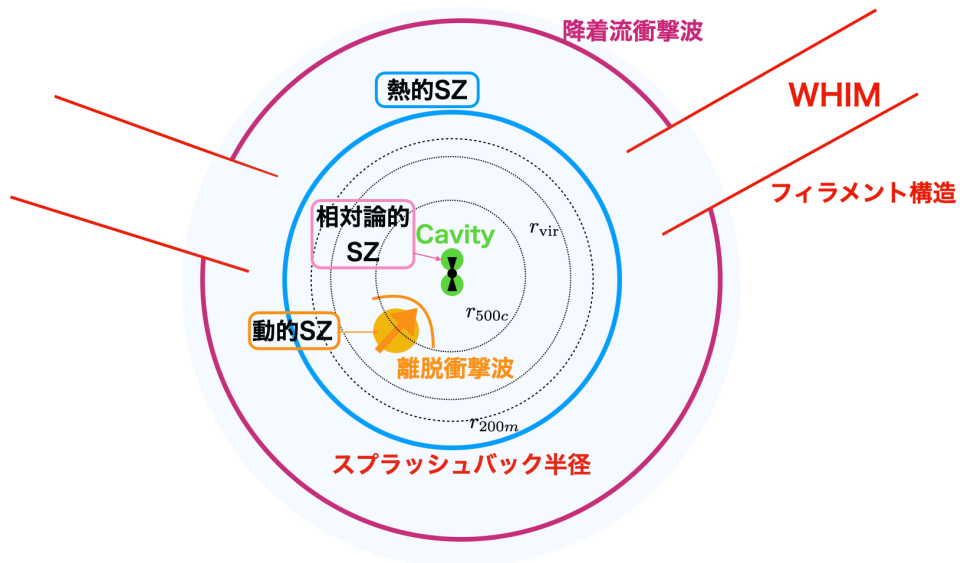 降着流衝撃波
熱的SZ
WHIM
フィラメント構造
相対論的
SZ
Cavity
r_vir
r_500c
動的SZ
離脱衝撃波
r_200m
スプラッシュバック半径